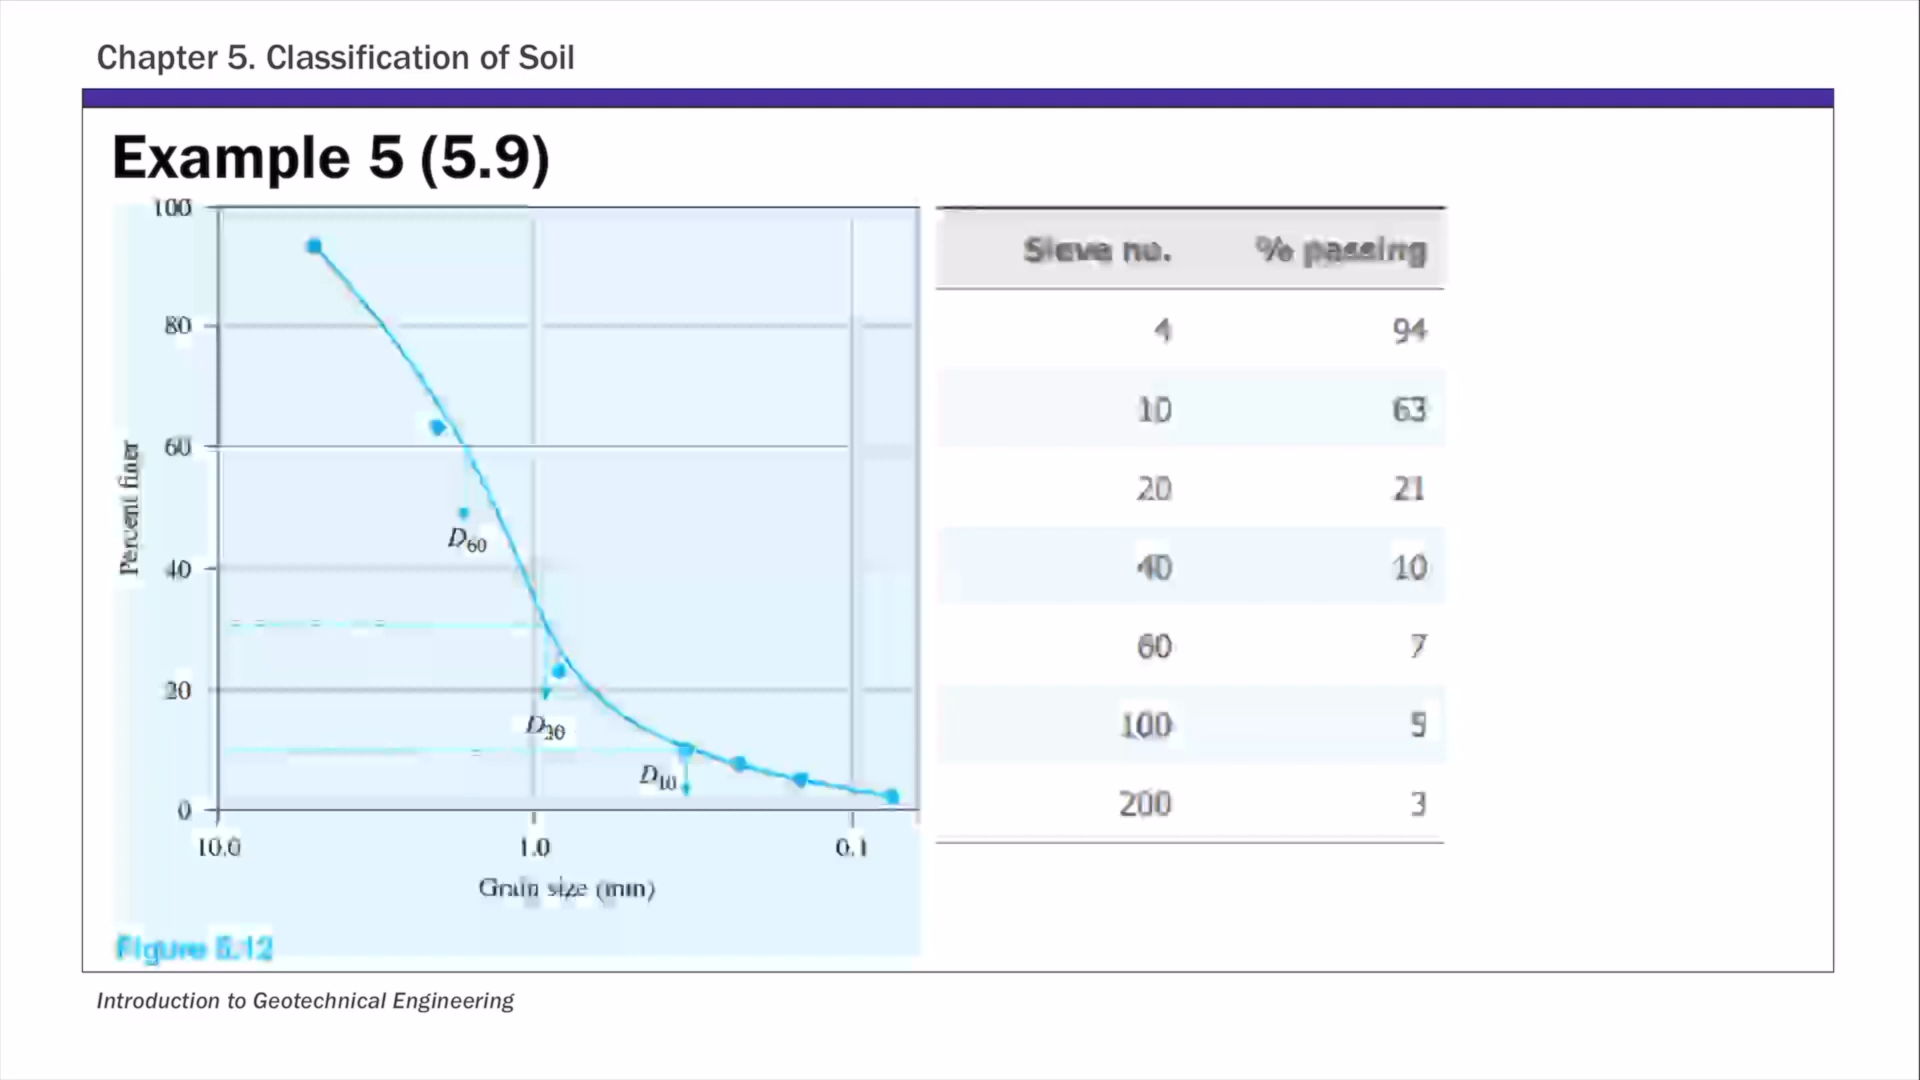 Chapter 5. Classification of Soil
Example 5 (5.9)
100
80
60
40
20
0
Percent finer
D60
D30
D10
10.0 1.0 0.1
Grain size (mm)
Figure 5.12
Sieve no. % passing
4 94
10 63
20 21
40 10
60 7
100 5
200 3
Introduction to Geotechnical Engineering